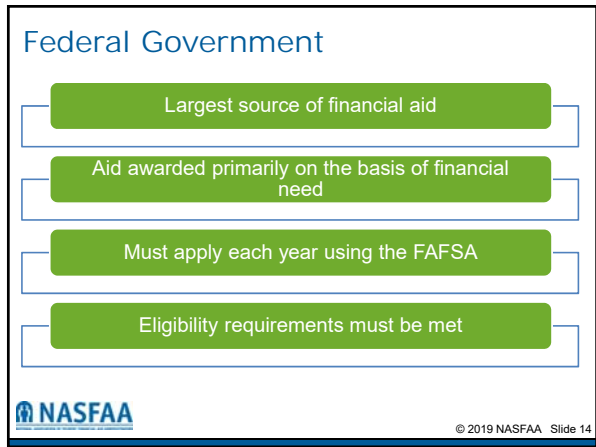 Federal Government
Largest source of financial aid
Aid awarded primarily on the basis of financial
need
Must apply each year using the FAFSA
Eligibility requirements must be met
NASFAA
© 2019 NASFAA Slide 14